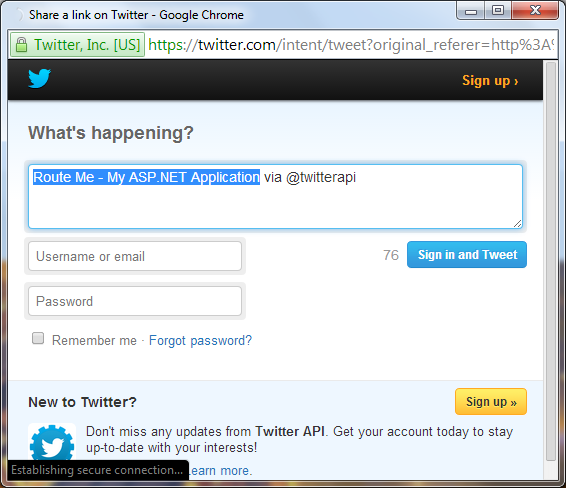 Share a link on Twitter - Google Chrome
Twitter, Inc. [US] https://twitter.com/intent/tweet?original_referer=http%3A%
Sign up ›
What's happening?
Route Me - My ASP.NET Application via @twitterapi
Username or email
76 Sign in and Tweet
Password
Remember me · Forgot password?
New to Twitter?
Sign up »
Don't miss any updates from Twitter API. Get your account today to stay
up-to-date with your interests!
Establishing secure connection... earn more.